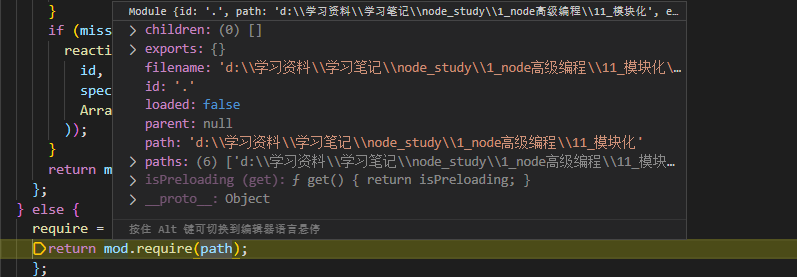 }
if (miss
reacti
id,
spec
Arra
));
}
return m
};
} else {
require =
return mod.require(path);
};
Module {id: '.', path: 'd:\\学习资料\\学习笔记\\node_study\\1_node高级编程\\11_模块化', e…
children: (0) []
exports: {}
filename: 'd:\\学习资料\\学习笔记\\node_study\\1_node高级编程\\11_模块化\…
id: '.'
loaded: false
parent: null
path: 'd:\\学习资料\\学习笔记\\node_study\\1_node高级编程\\11_模块化'
paths: (6) ['d:\\学习资料\\学习笔记\\node_study\\1_node高级编程\\11_模块…
isPreloading (get): ƒ get() { return isPreloading; }
__proto__: Object
按住 Alt 键可切换到编辑器语言悬停